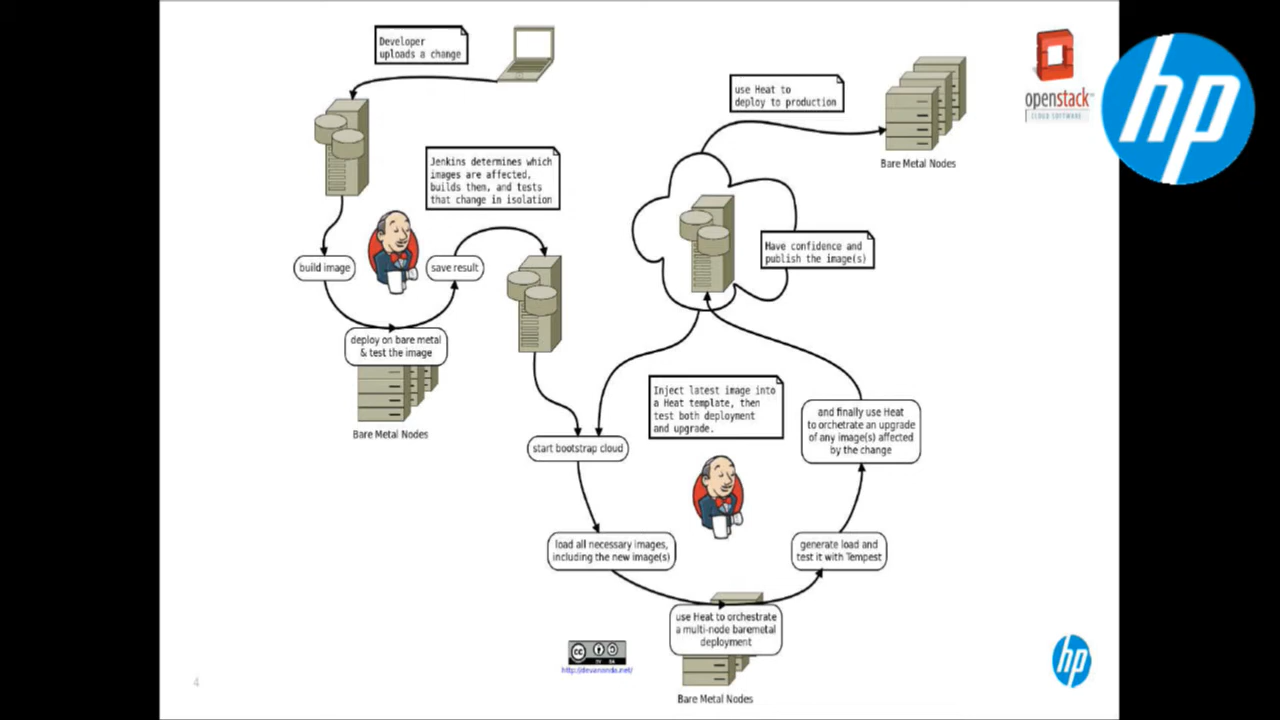 Developer
uploads a change
use Heat to
deploy to production
openstack
CLOUD SOFTWARE
hp
Bare Metal Nodes
Jenkins determines which
images are affected,
builds them, and tests
that change in isolation
Have confidence and
publish the image(s)
build image
save result
deploy on bare metal
& test the image
Bare Metal Nodes
Inject latest image into
a Heat template, then
test both deployment
and upgrade.
and finally use Heat
to orchetrate an upgrade
of any image(s) affected
by the change
start bootstrap cloud
load all necessary images,
including the new image(s)
generate load and
test it with Tempest
use Heat to orchestrate
a multi-node baremetal
deployment
cc
BY SA
http://devananda.net/
hp
4
Bare Metal Nodes